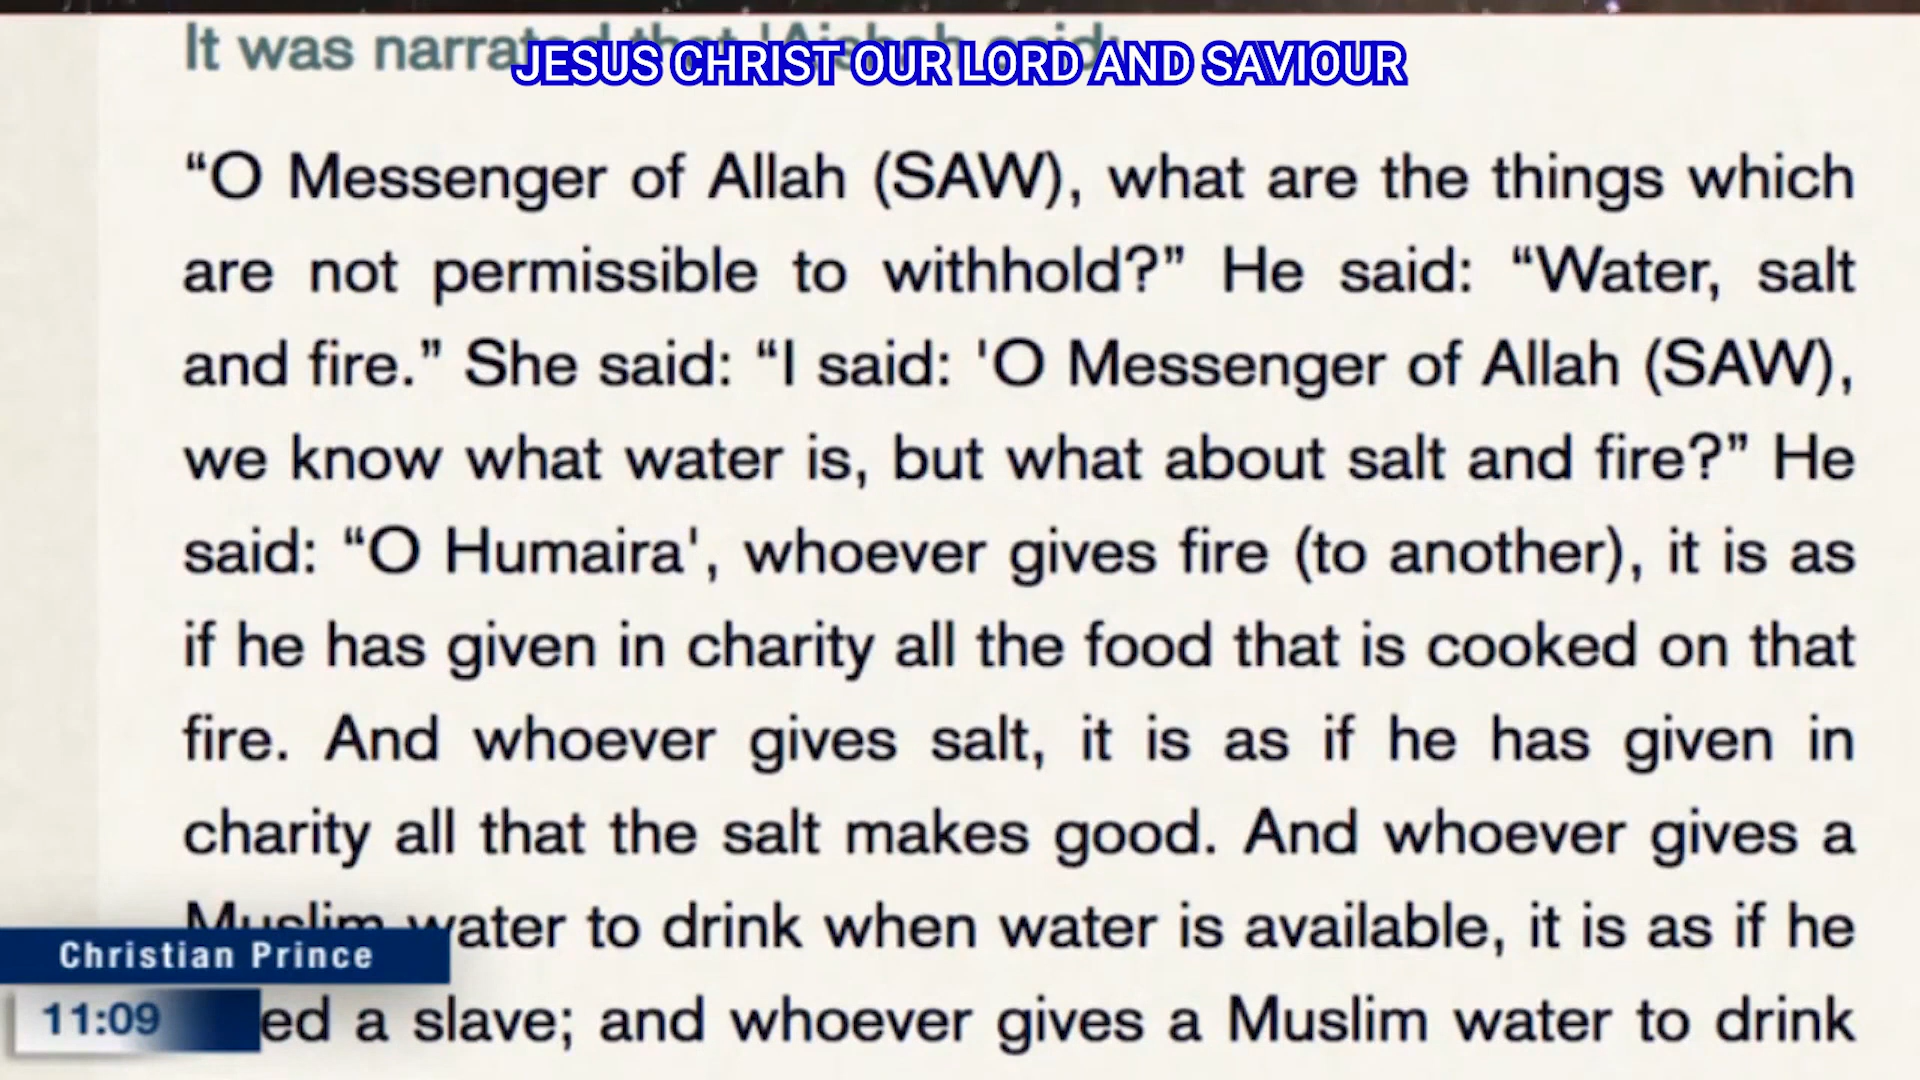 It was narrated that 'Aishah said:
JESUS CHRIST OUR LORD AND SAVIOUR
“O Messenger of Allah (SAW), what are the things which
are not permissible to withhold?” He said: “Water, salt
and fire.” She said: “I said: 'O Messenger of Allah (SAW),
we know what water is, but what about salt and fire?” He
said: “O Humaira', whoever gives fire (to another), it is as
if he has given in charity all the food that is cooked on that
fire. And whoever gives salt, it is as if he has given in
charity all that the salt makes good. And whoever gives a
Muslim water to drink when water is available, it is as if he
ed a slave; and whoever gives a Muslim water to drink
Christian Prince
11:09